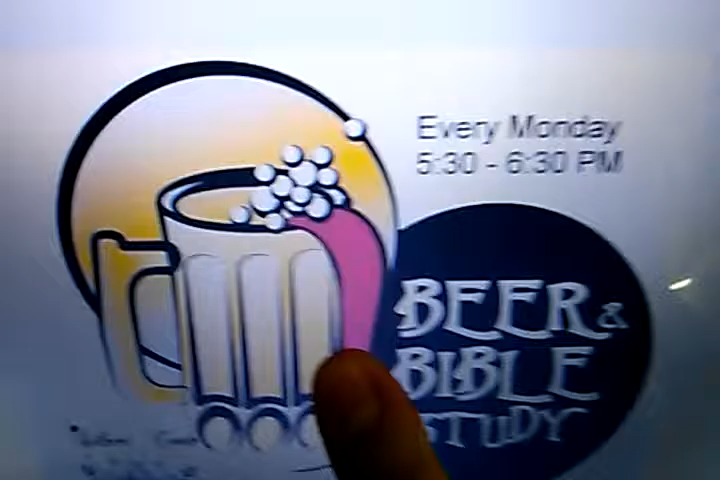 Every Monday
5:30 - 6:30 PM
BEER &
BIBLE
STUDY